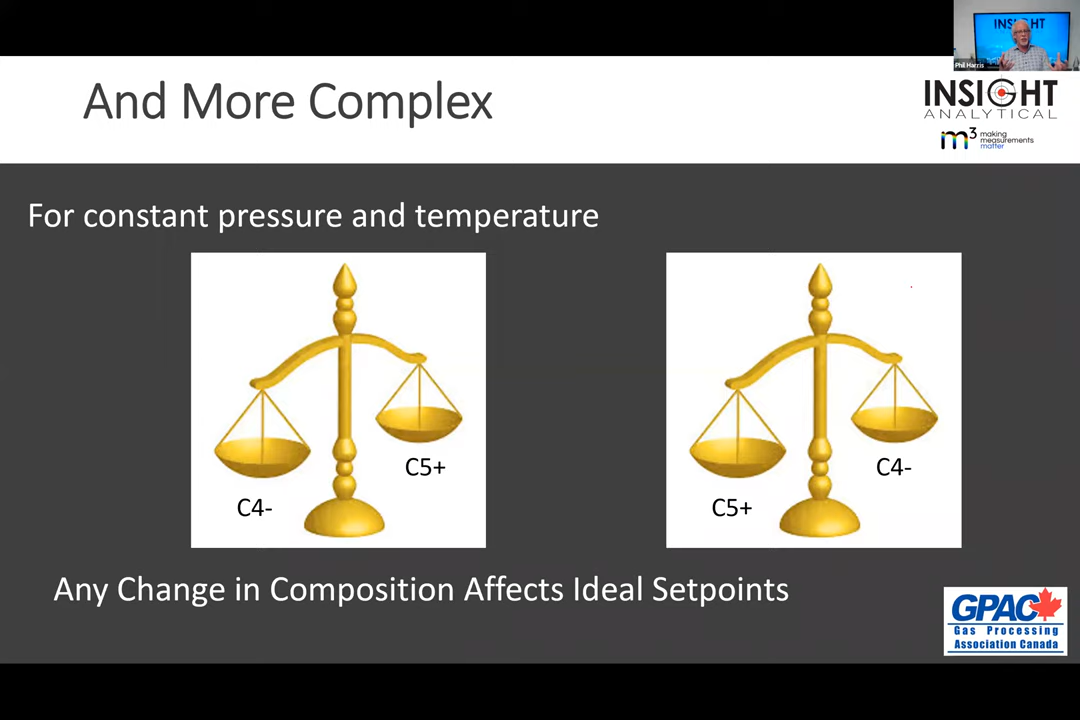 INSIGHT
Phil Harris
And More Complex
INSIGHT
ANALYTICAL
m3 making
measurements
matter
For constant pressure and temperature
C5+
C4-
C4-
C5+
Any Change in Composition Affects Ideal Setpoints
GPAC
Gas Processing
Association Canada